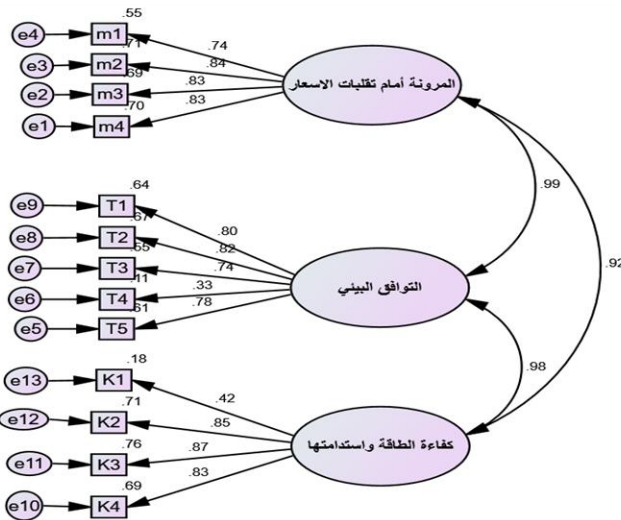 .55
e4 m1
.74
.71
e3 m2
.84
.69
e2 m3
.83
.70
e1 m4
.83
المرونة أمام تقلبات الاسعار
.99
.92
.64
e9 T1
.80
.67
e8 T2
.82
.55
e7 T3
.74
.11
e6 T4
.33
.61
e5 T5
.78
التوافق البيئي
.98
.18
e13 K1
.42
.71
e12 K2
.85
.76
e11 K3
.87
.69
e10 K4
.83
كفاءة الطاقة واستدامتها